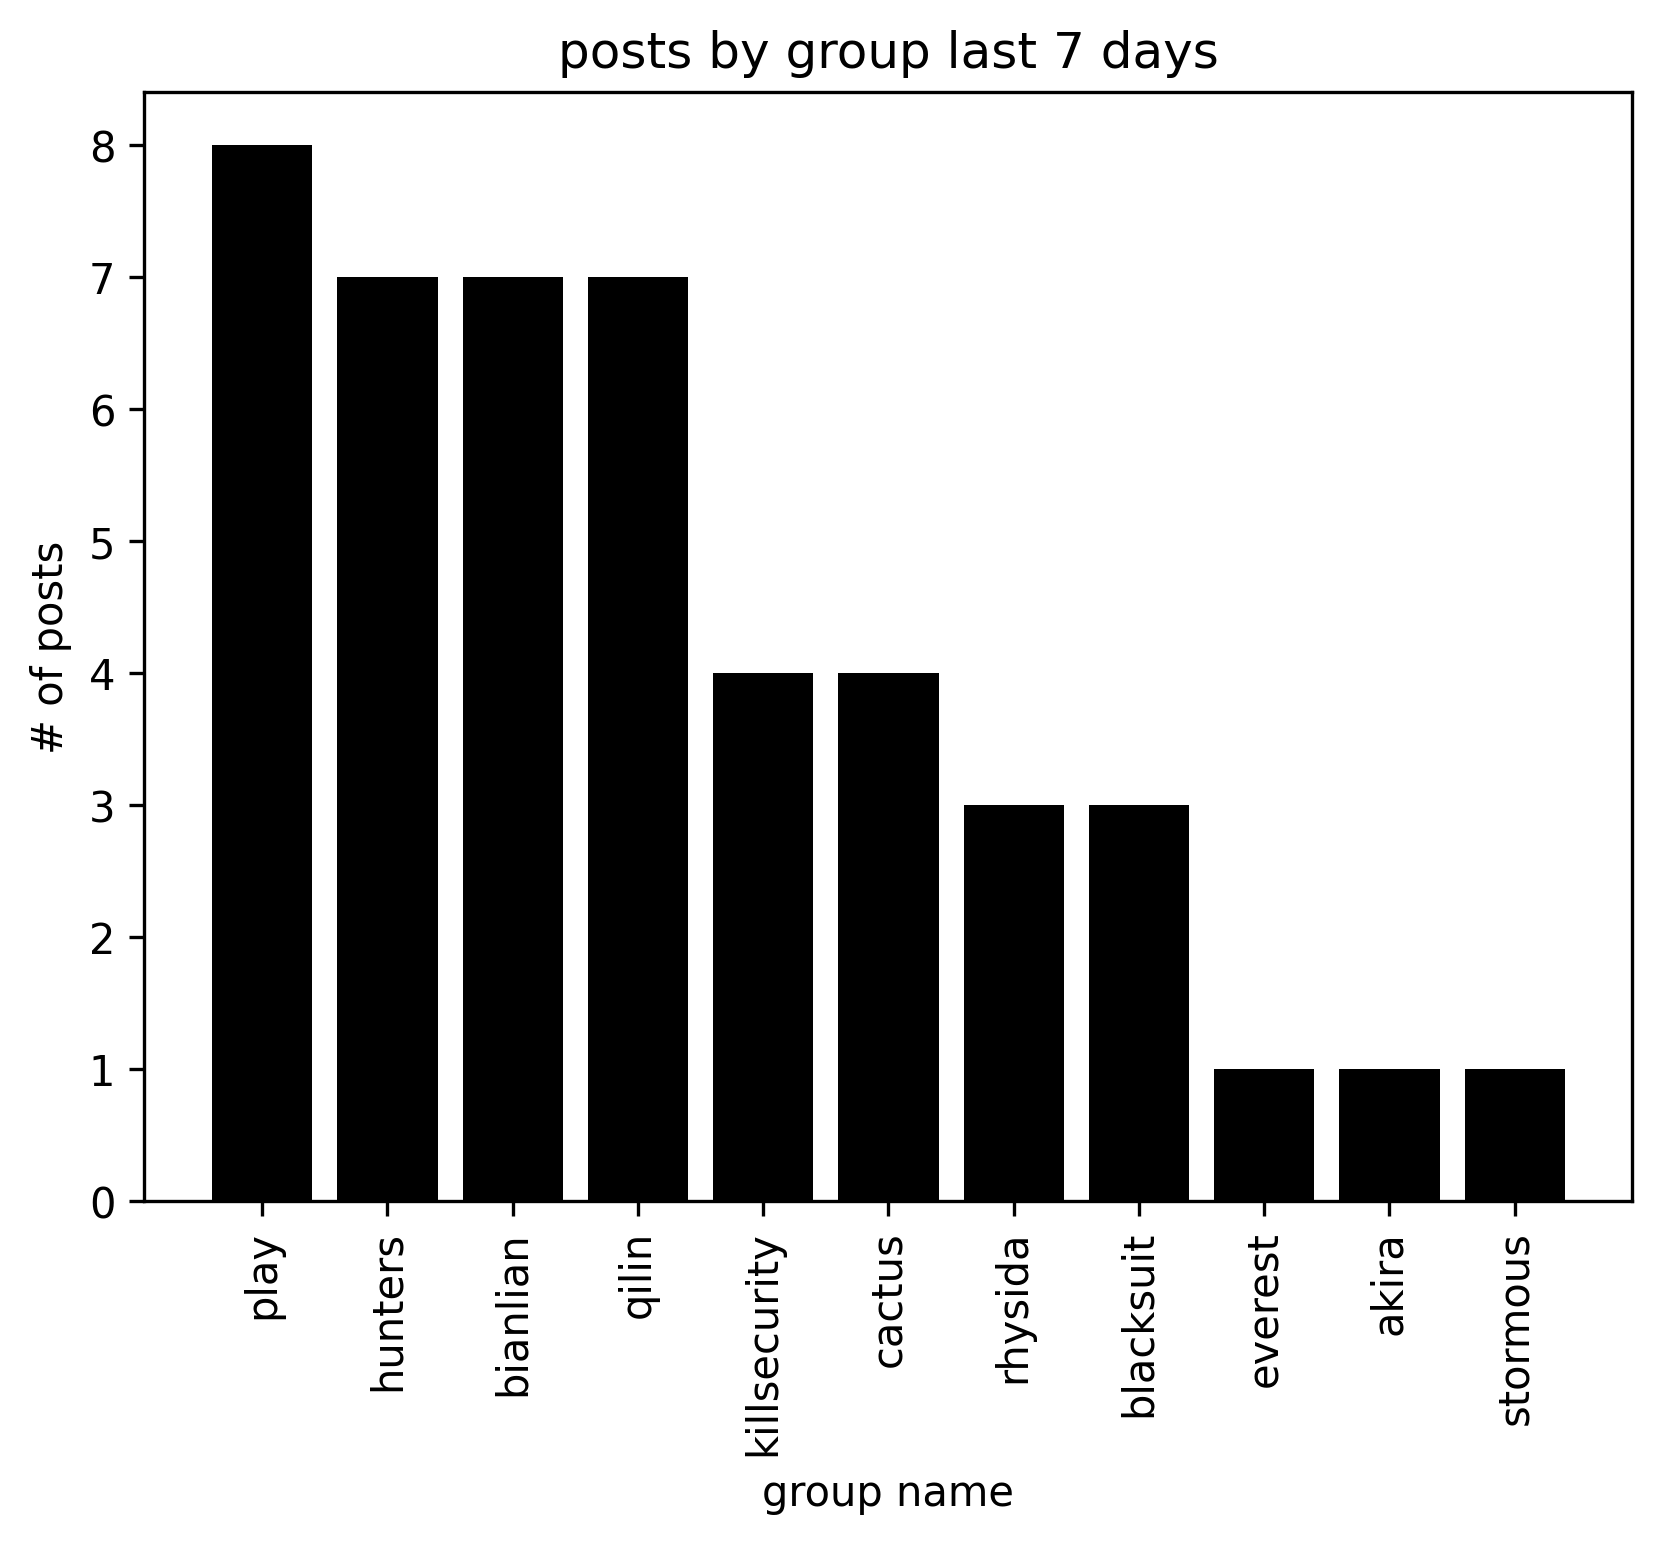 posts by group last 7 days
8
7
6
5
4
3
2
1
0
# of posts
play
hunters
bianlian
qilin
killsecurity
cactus
rhysida
blacksuit
everest
akira
stormous
group name